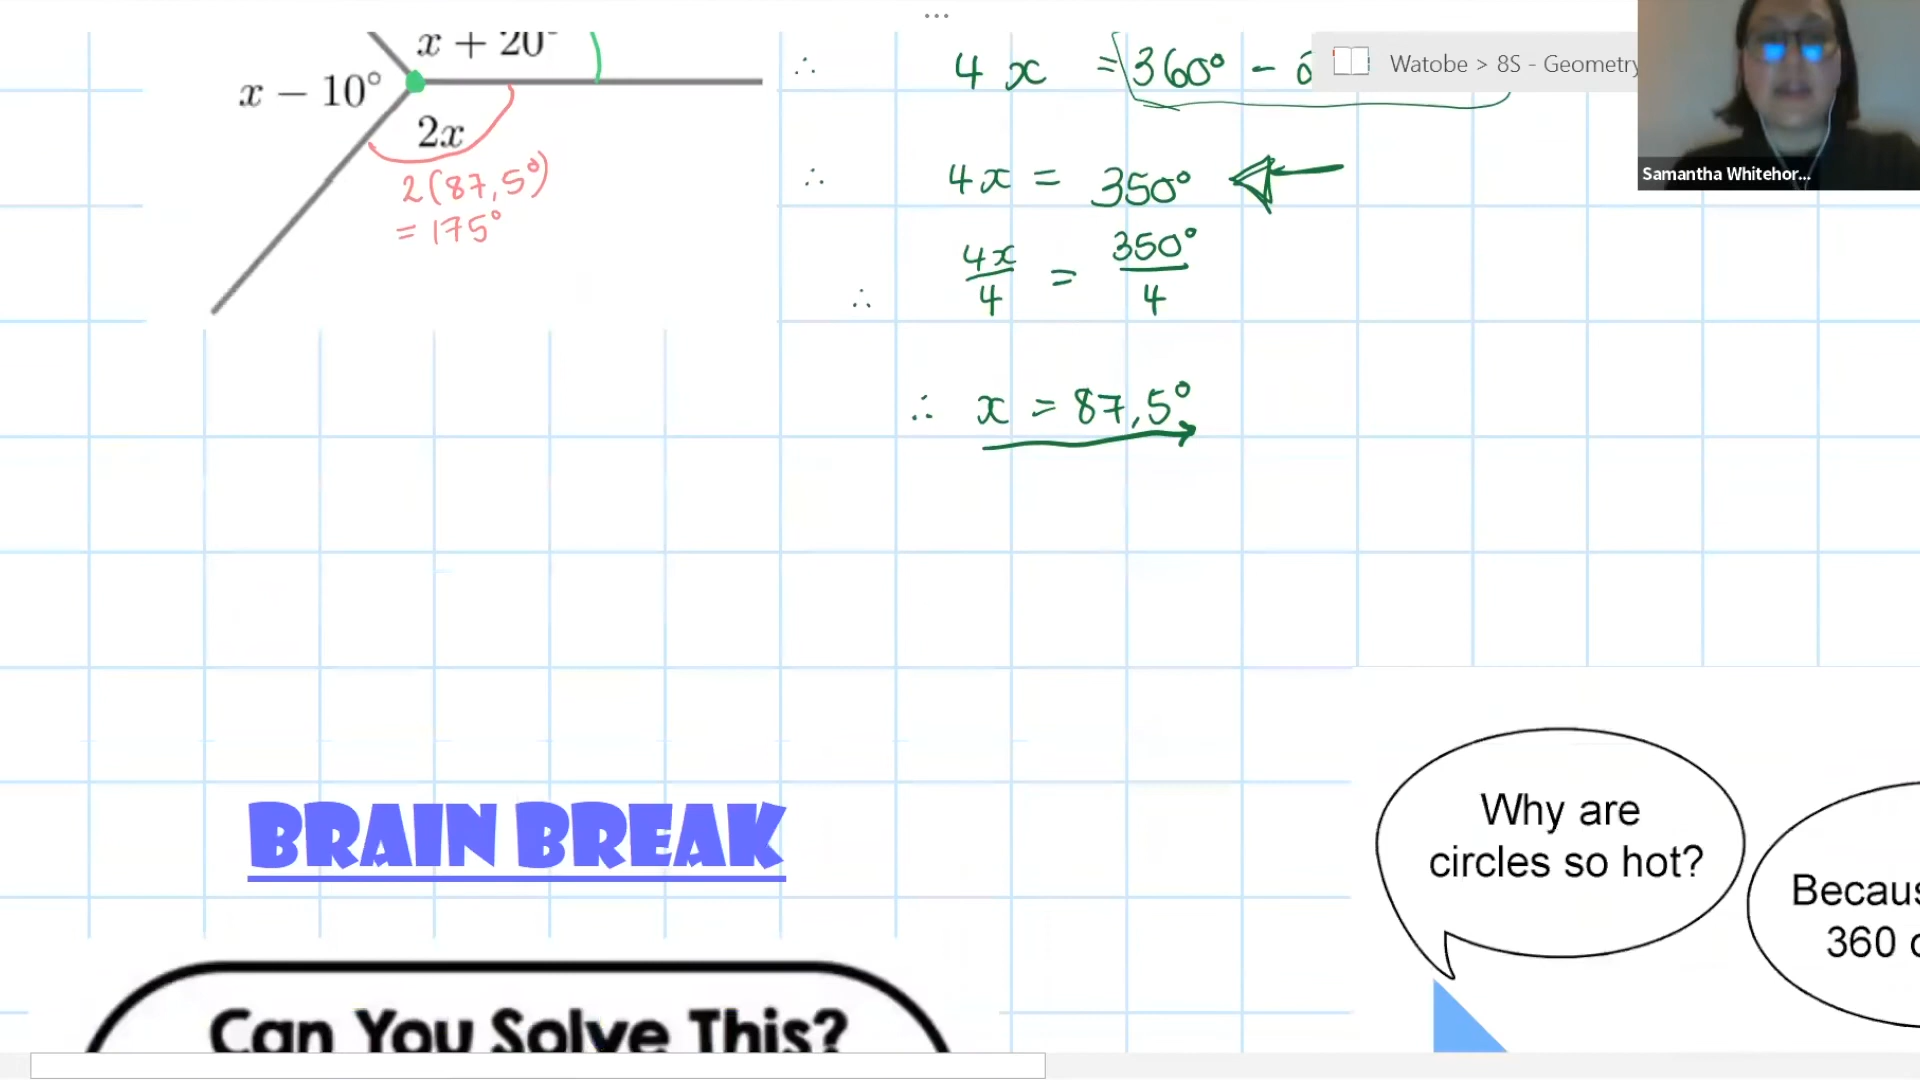 x + 20°
x − 10°
2x
2(87,5°)
= 175°
∴ 4x = 360° −
∴ 4x = 350°
∴ 4x/4 = 350°/4
∴ x = 87,5°
Watobe > 8S - Geometry
Samantha Whitehor...
BRAIN BREAK
Can You Solve This?
Why are
circles so hot?
360